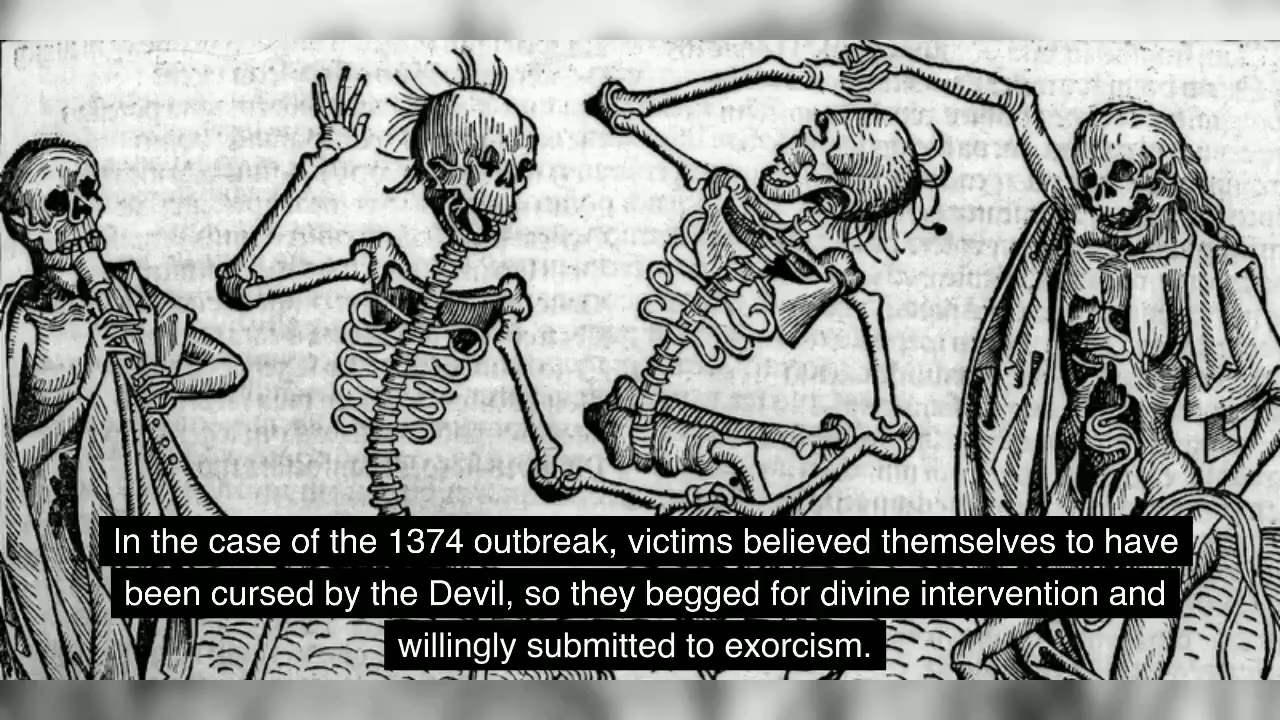 In the case of the 1374 outbreak, victims believed themselves to have
been cursed by the Devil, so they begged for divine intervention and
willingly submitted to exorcism.